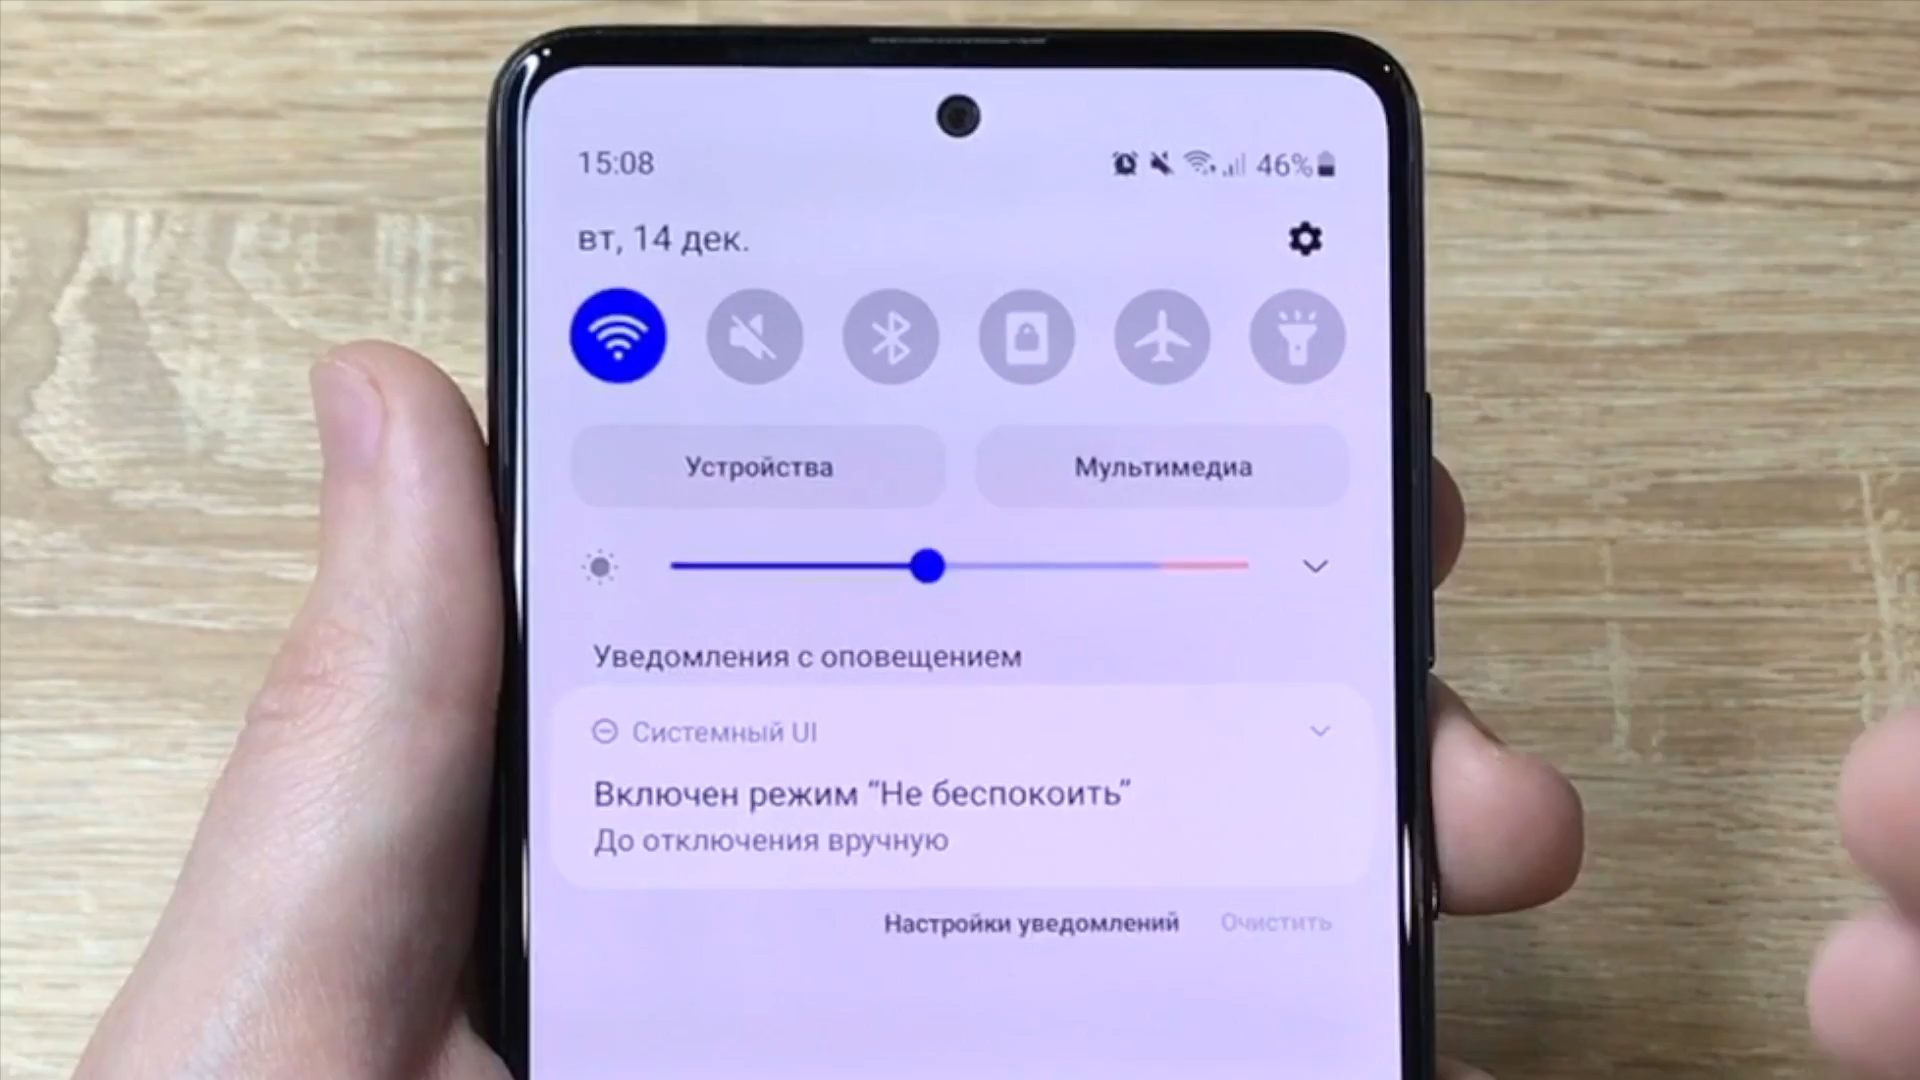 15:08
46%
вт, 14 дек.
Устройства
Мультимедиа
Уведомления с оповещением
Системный UI
Включен режим “Не беспокоить”
До отключения вручную
Настройки уведомлений
Очистить